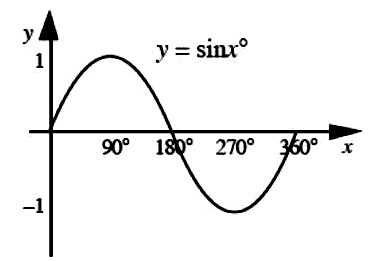 y
1
y = sinx°
90° 180° 270° 360° x
–1